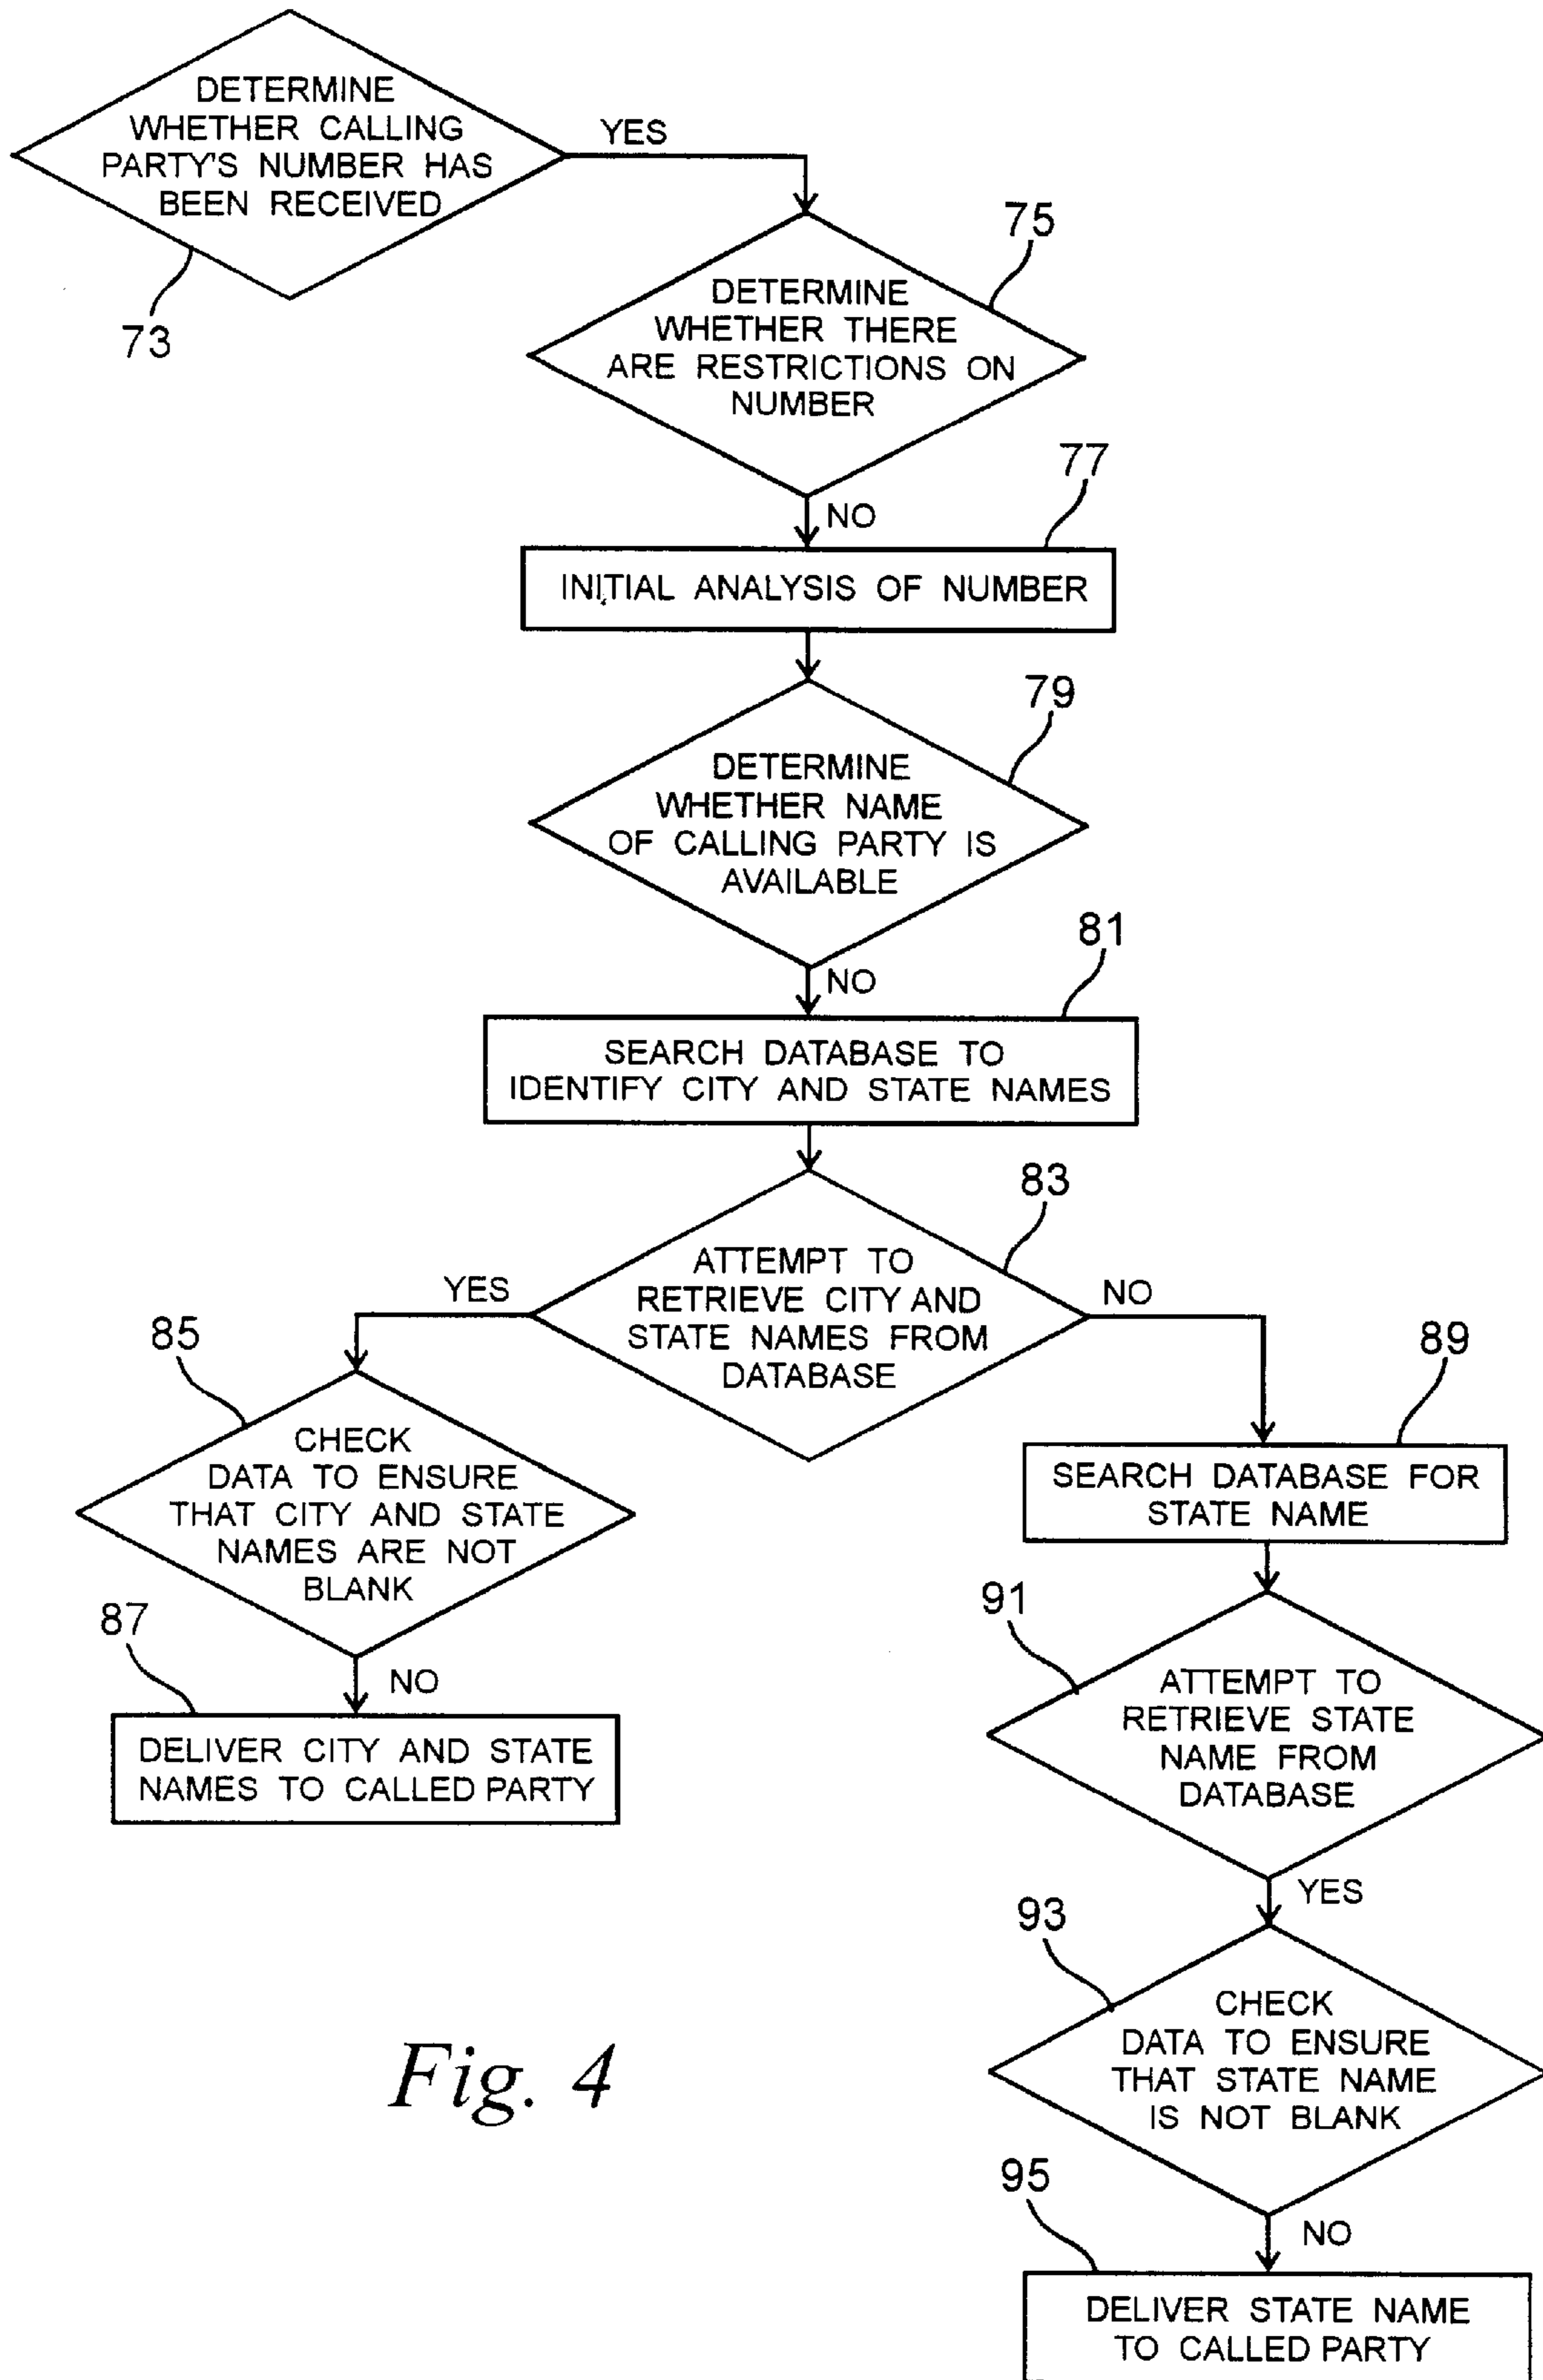 DETERMINE
WHETHER CALLING
PARTY'S NUMBER HAS
BEEN RECEIVED
YES
73
75
DETERMINE
WHETHER THERE
ARE RESTRICTIONS ON
NUMBER
NO
77
INITIAL ANALYSIS OF NUMBER
79
DETERMINE
WHETHER NAME
OF CALLING PARTY IS
AVAILABLE
NO
81
SEARCH DATABASE TO
IDENTIFY CITY AND STATE NAMES
83
ATTEMPT TO
RETRIEVE CITY AND
STATE NAMES FROM
DATABASE
YES
NO
85
CHECK
DATA TO ENSURE
THAT CITY AND STATE
NAMES ARE NOT
BLANK
NO
87
DELIVER CITY AND STATE
NAMES TO CALLED PARTY
89
SEARCH DATABASE FOR
STATE NAME
91
ATTEMPT TO
RETRIEVE STATE
NAME FROM
DATABASE
YES
93
CHECK
DATA TO ENSURE
THAT STATE NAME
IS NOT BLANK
NO
95
DELIVER STATE NAME
TO CALLED PARTY
Fig. 4